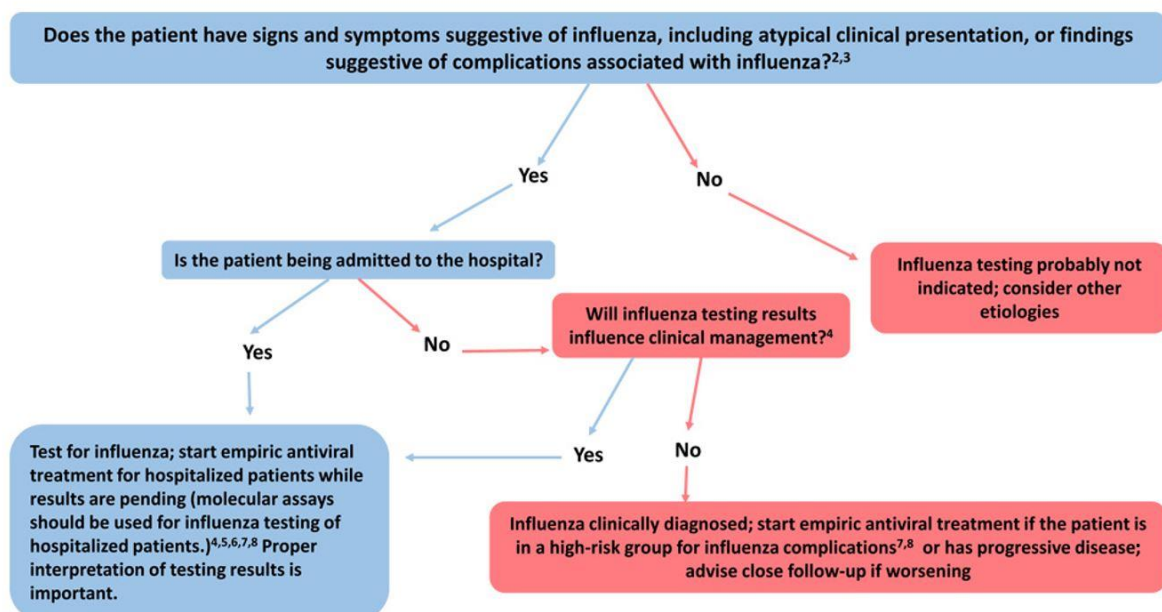 Does the patient have signs and symptoms suggestive of influenza, including atypical clinical presentation, or findings
suggestive of complications associated with influenza?2,3
Yes
No
Is the patient being admitted to the hospital?
Influenza testing probably not
indicated; consider other
etiologies
Will influenza testing results
influence clinical management?4
Yes
No
Test for influenza; start empiric antiviral
treatment for hospitalized patients while
results are pending (molecular assays
should be used for influenza testing of
hospitalized patients.)4,5,6,7,8 Proper
interpretation of testing results is
important.
Yes
No
Influenza clinically diagnosed; start empiric antiviral treatment if the patient is
in a high-risk group for influenza complications7,8 or has progressive disease;
advise close follow-up if worsening